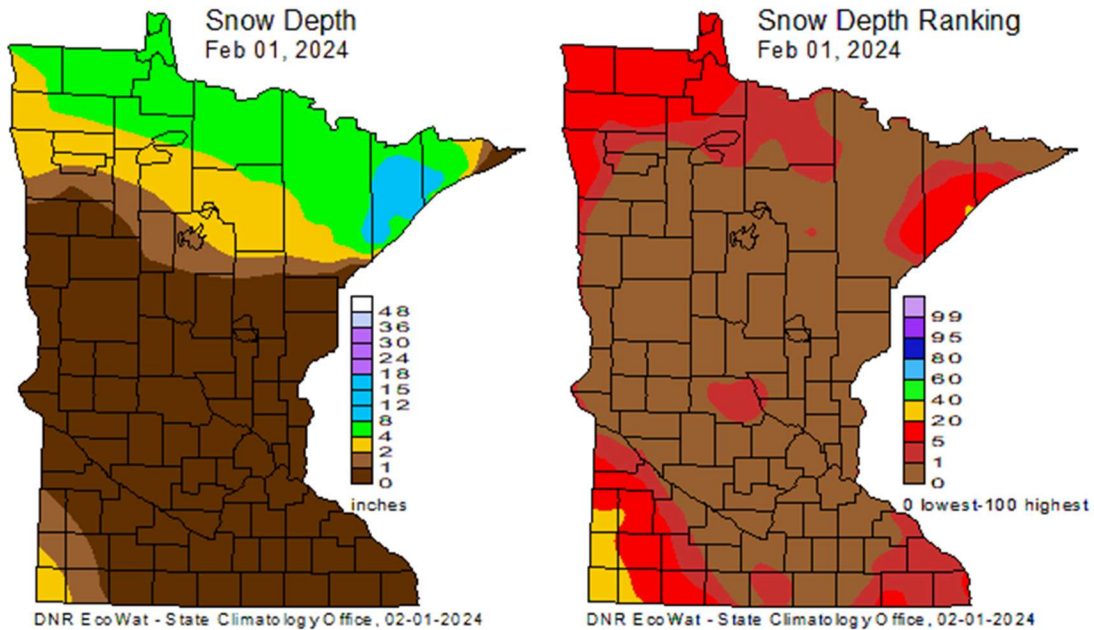 Snow Depth
Feb 01, 2024
48
36
30
24
18
15
12
8
4
2
1
0
inches
DNR EcoWat - State Climatology Office, 02-01-2024
Snow Depth Ranking
Feb 01, 2024
99
95
80
60
40
20
5
1
0
0 lowest-100 highest
DNR EcoWat - State Climatology Office, 02-01-2024